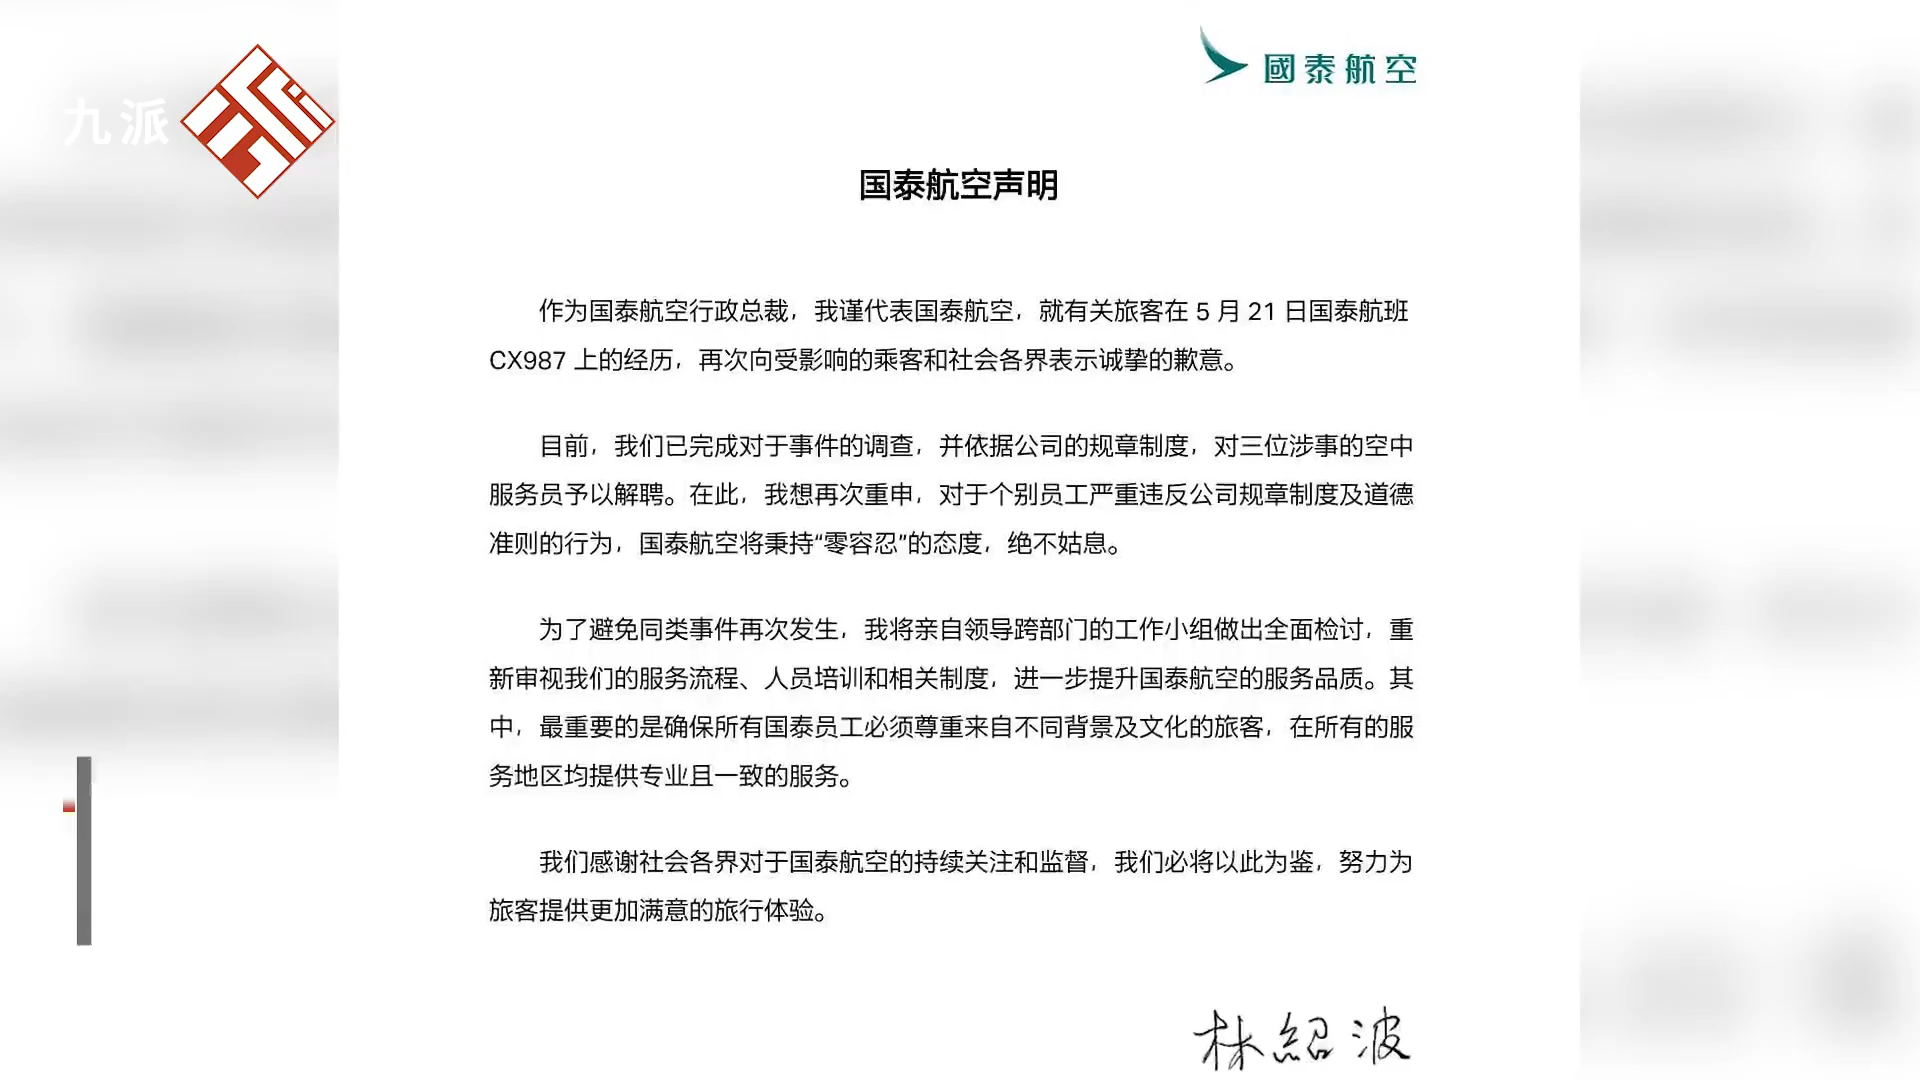 九派
國泰航空
国泰航空声明
作为国泰航空行政总裁，我谨代表国泰航空，就有关旅客在 5 月 21 日国泰航班
CX987 上的经历，再次向受影响的乘客和社会各界表示诚挚的歉意。
目前，我们已完成对于事件的调查，并依据公司的规章制度，对三位涉事的空中
服务员予以解聘。在此，我想再次重申，对于个别员工严重违反公司规章制度及道德
准则的行为，国泰航空将秉持“零容忍”的态度，绝不姑息。
为了避免同类事件再次发生，我将亲自领导跨部门的工作小组做出全面检讨，重
新审视我们的服务流程、人员培训和相关制度，进一步提升国泰航空的服务品质。其
中，最重要的是确保所有国泰员工必须尊重来自不同背景及文化的旅客，在所有的服
务地区均提供专业且一致的服务。
我们感谢社会各界对于国泰航空的持续关注和监督，我们必将以此为鉴，努力为
旅客提供更加满意的旅行体验。
林紹波